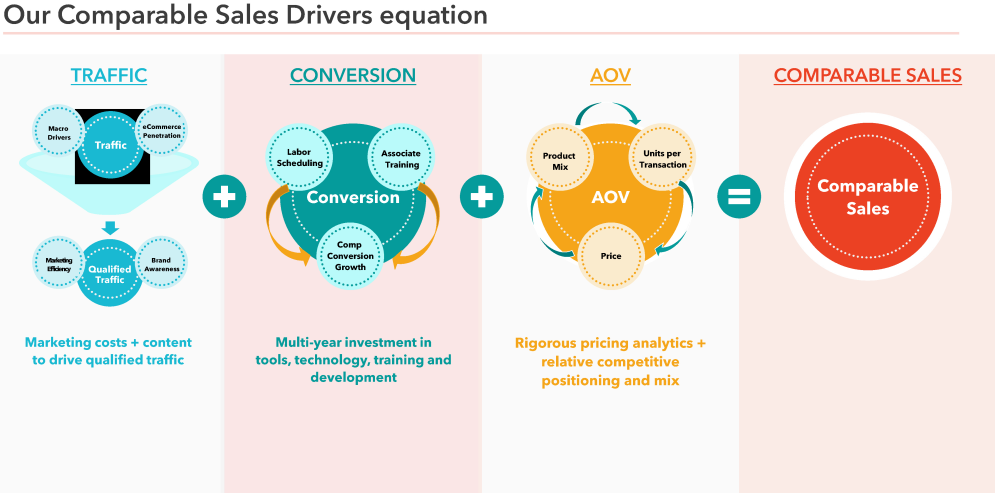 Our Comparable Sales Drivers equation
TRAFFIC
Macro
Drivers
Traffic
eCommerce
Penetration
Marketing
Efficiency
Qualified
Traffic
Brand
Awareness
Marketing costs + content
to drive qualified traffic
+
CONVERSION
Labor
Scheduling
Associate
Training
Conversion
Comp
Conversion
Growth
Multi-year investment in
tools, technology, training and
development
+
AOV
Product
Mix
Units per
Transaction
AOV
Price
Rigorous pricing analytics +
relative competitive
positioning and mix
=
COMPARABLE SALES
Comparable
Sales